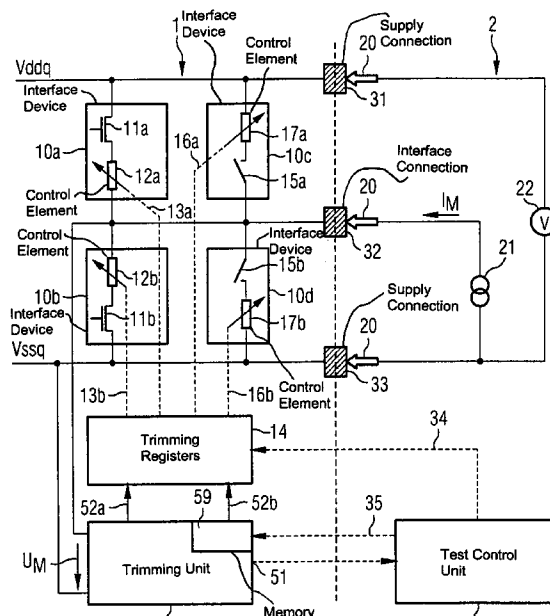 1
Interface
Device
Control
Element
Supply
Connection
20
2
Vddq
Interface Device
31
11a
10a
12a
16a
17a
10c
Interface
Connection
15a
Control
Element
13a
20
IM
22
V
Control
Element
32
Interface
Device
12b
15b
21
10b
10d
Supply
Connection
Interface
Device
11b
17b
20
Vssq
Control
Element
33
13b
16b
14
Trimming
Registers
34
52a
59
52b
35
UM
Trimming Unit
51
Test Control
Unit
Memory